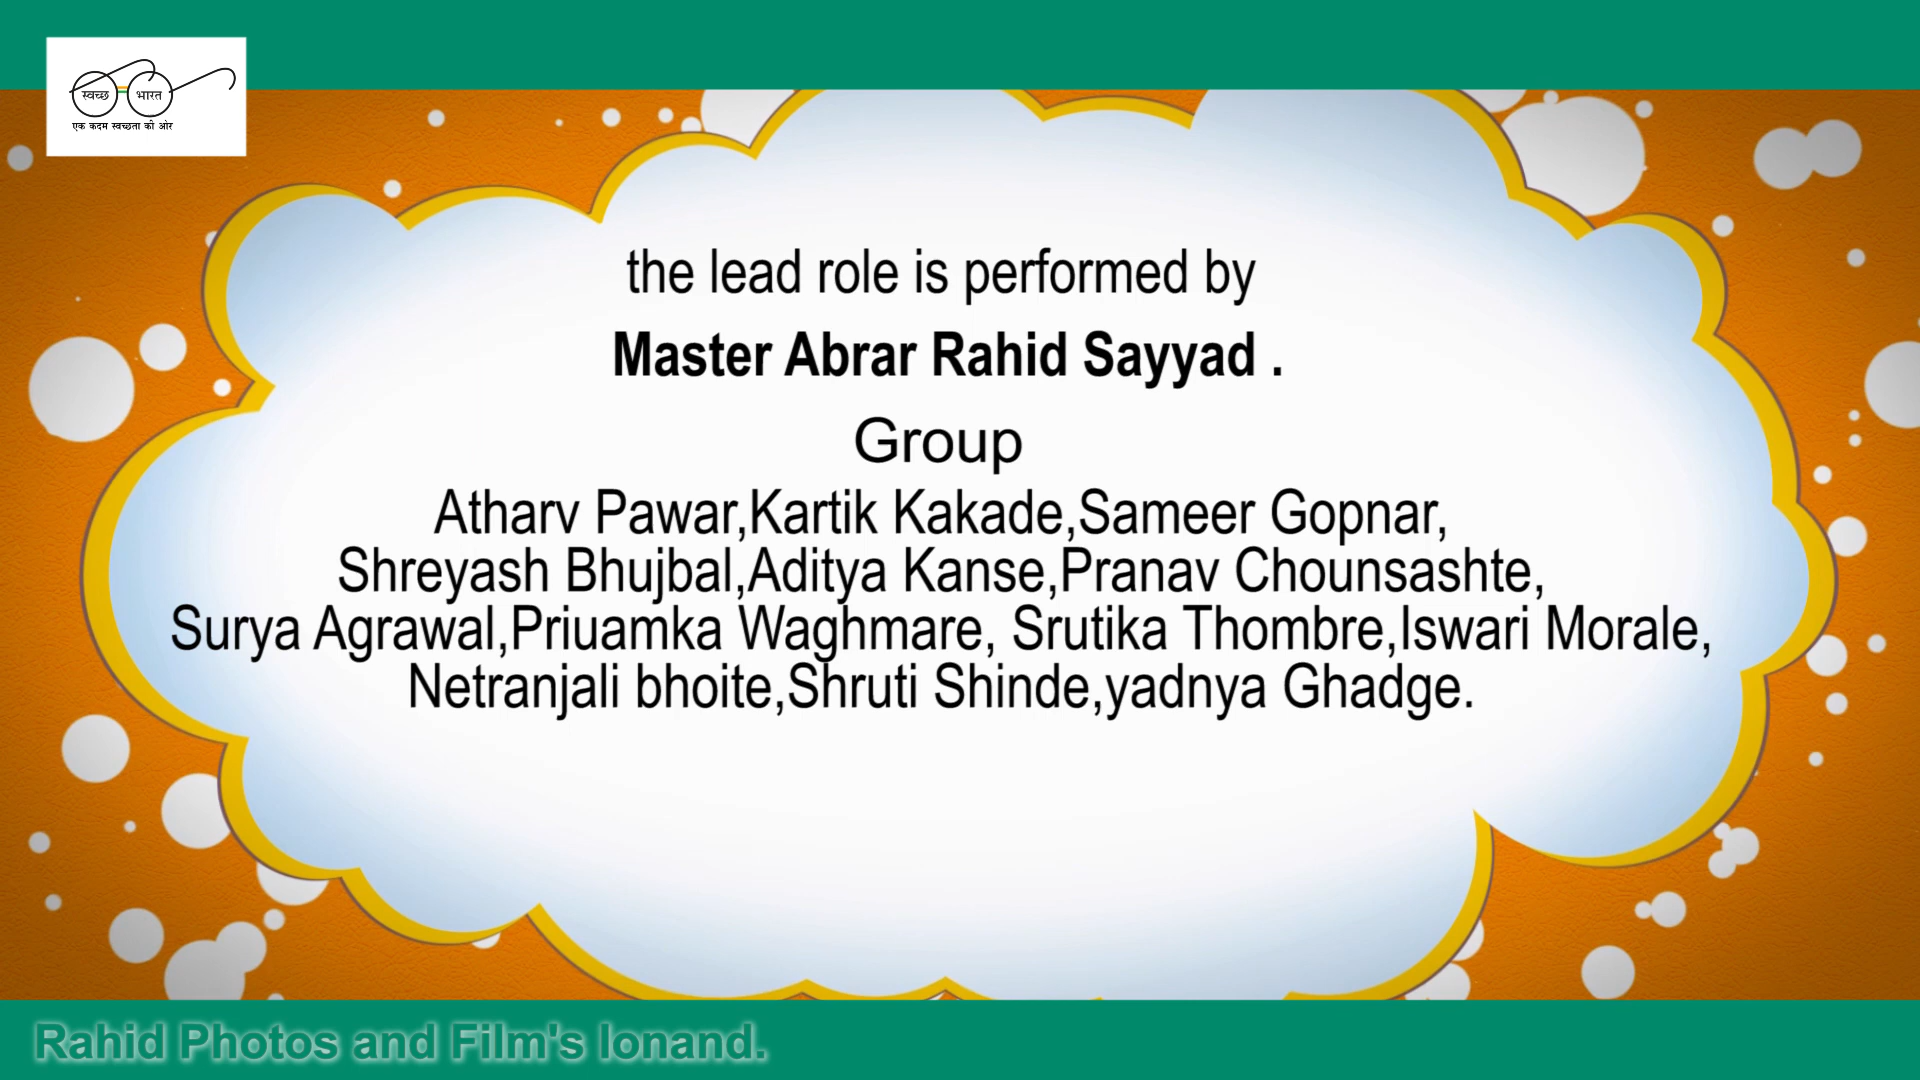 स्वच्छ भारत
एक कदम स्वच्छता की ओर
the lead role is performed by
Master Abrar Rahid Sayyad .
Group
Atharv Pawar,Kartik Kakade,Sameer Gopnar,
Shreyash Bhujbal,Aditya Kanse,Pranav Chounsashte,
Surya Agrawal,Priuamka Waghmare, Srutika Thombre,Iswari Morale,
Netranjali bhoite,Shruti Shinde,yadnya Ghadge.
Rahid Photos and Film's lonand.